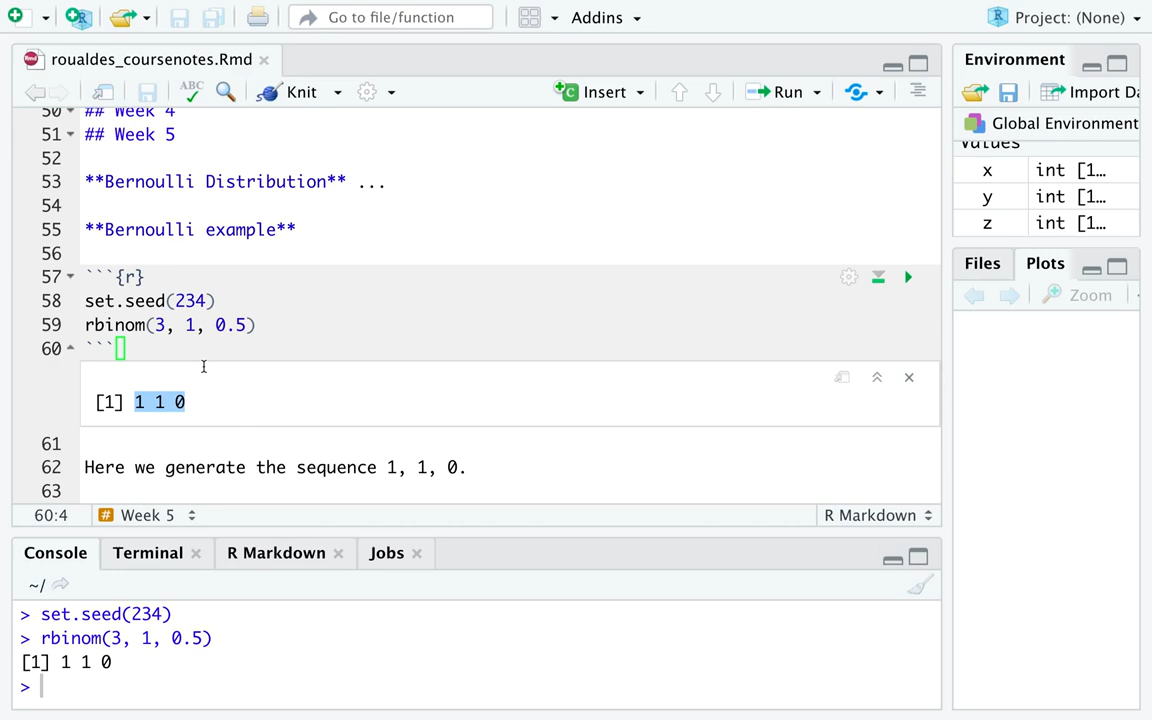 Go to file/function
Addins
Project: (None)
roualdes_coursenotes.Rmd
ABC
Knit
Insert
Run
50 ## Week 4
51 ## Week 5
52
53 **Bernoulli Distribution** ...
54
55 **Bernoulli example**
56
57 ```{r}
58 set.seed(234)
59 rbinom(3, 1, 0.5)
60 ```
[1] 1 1 0
61
62 Here we generate the sequence 1, 1, 0.
63
60:4 # Week 5 R Markdown
Console Terminal R Markdown Jobs
~/
> set.seed(234)
> rbinom(3, 1, 0.5)
[1] 1 1 0
>
Environment
Import Da
Global Environment
Values
x int [1…
y int [1…
z int [1…
Files Plots
Zoom